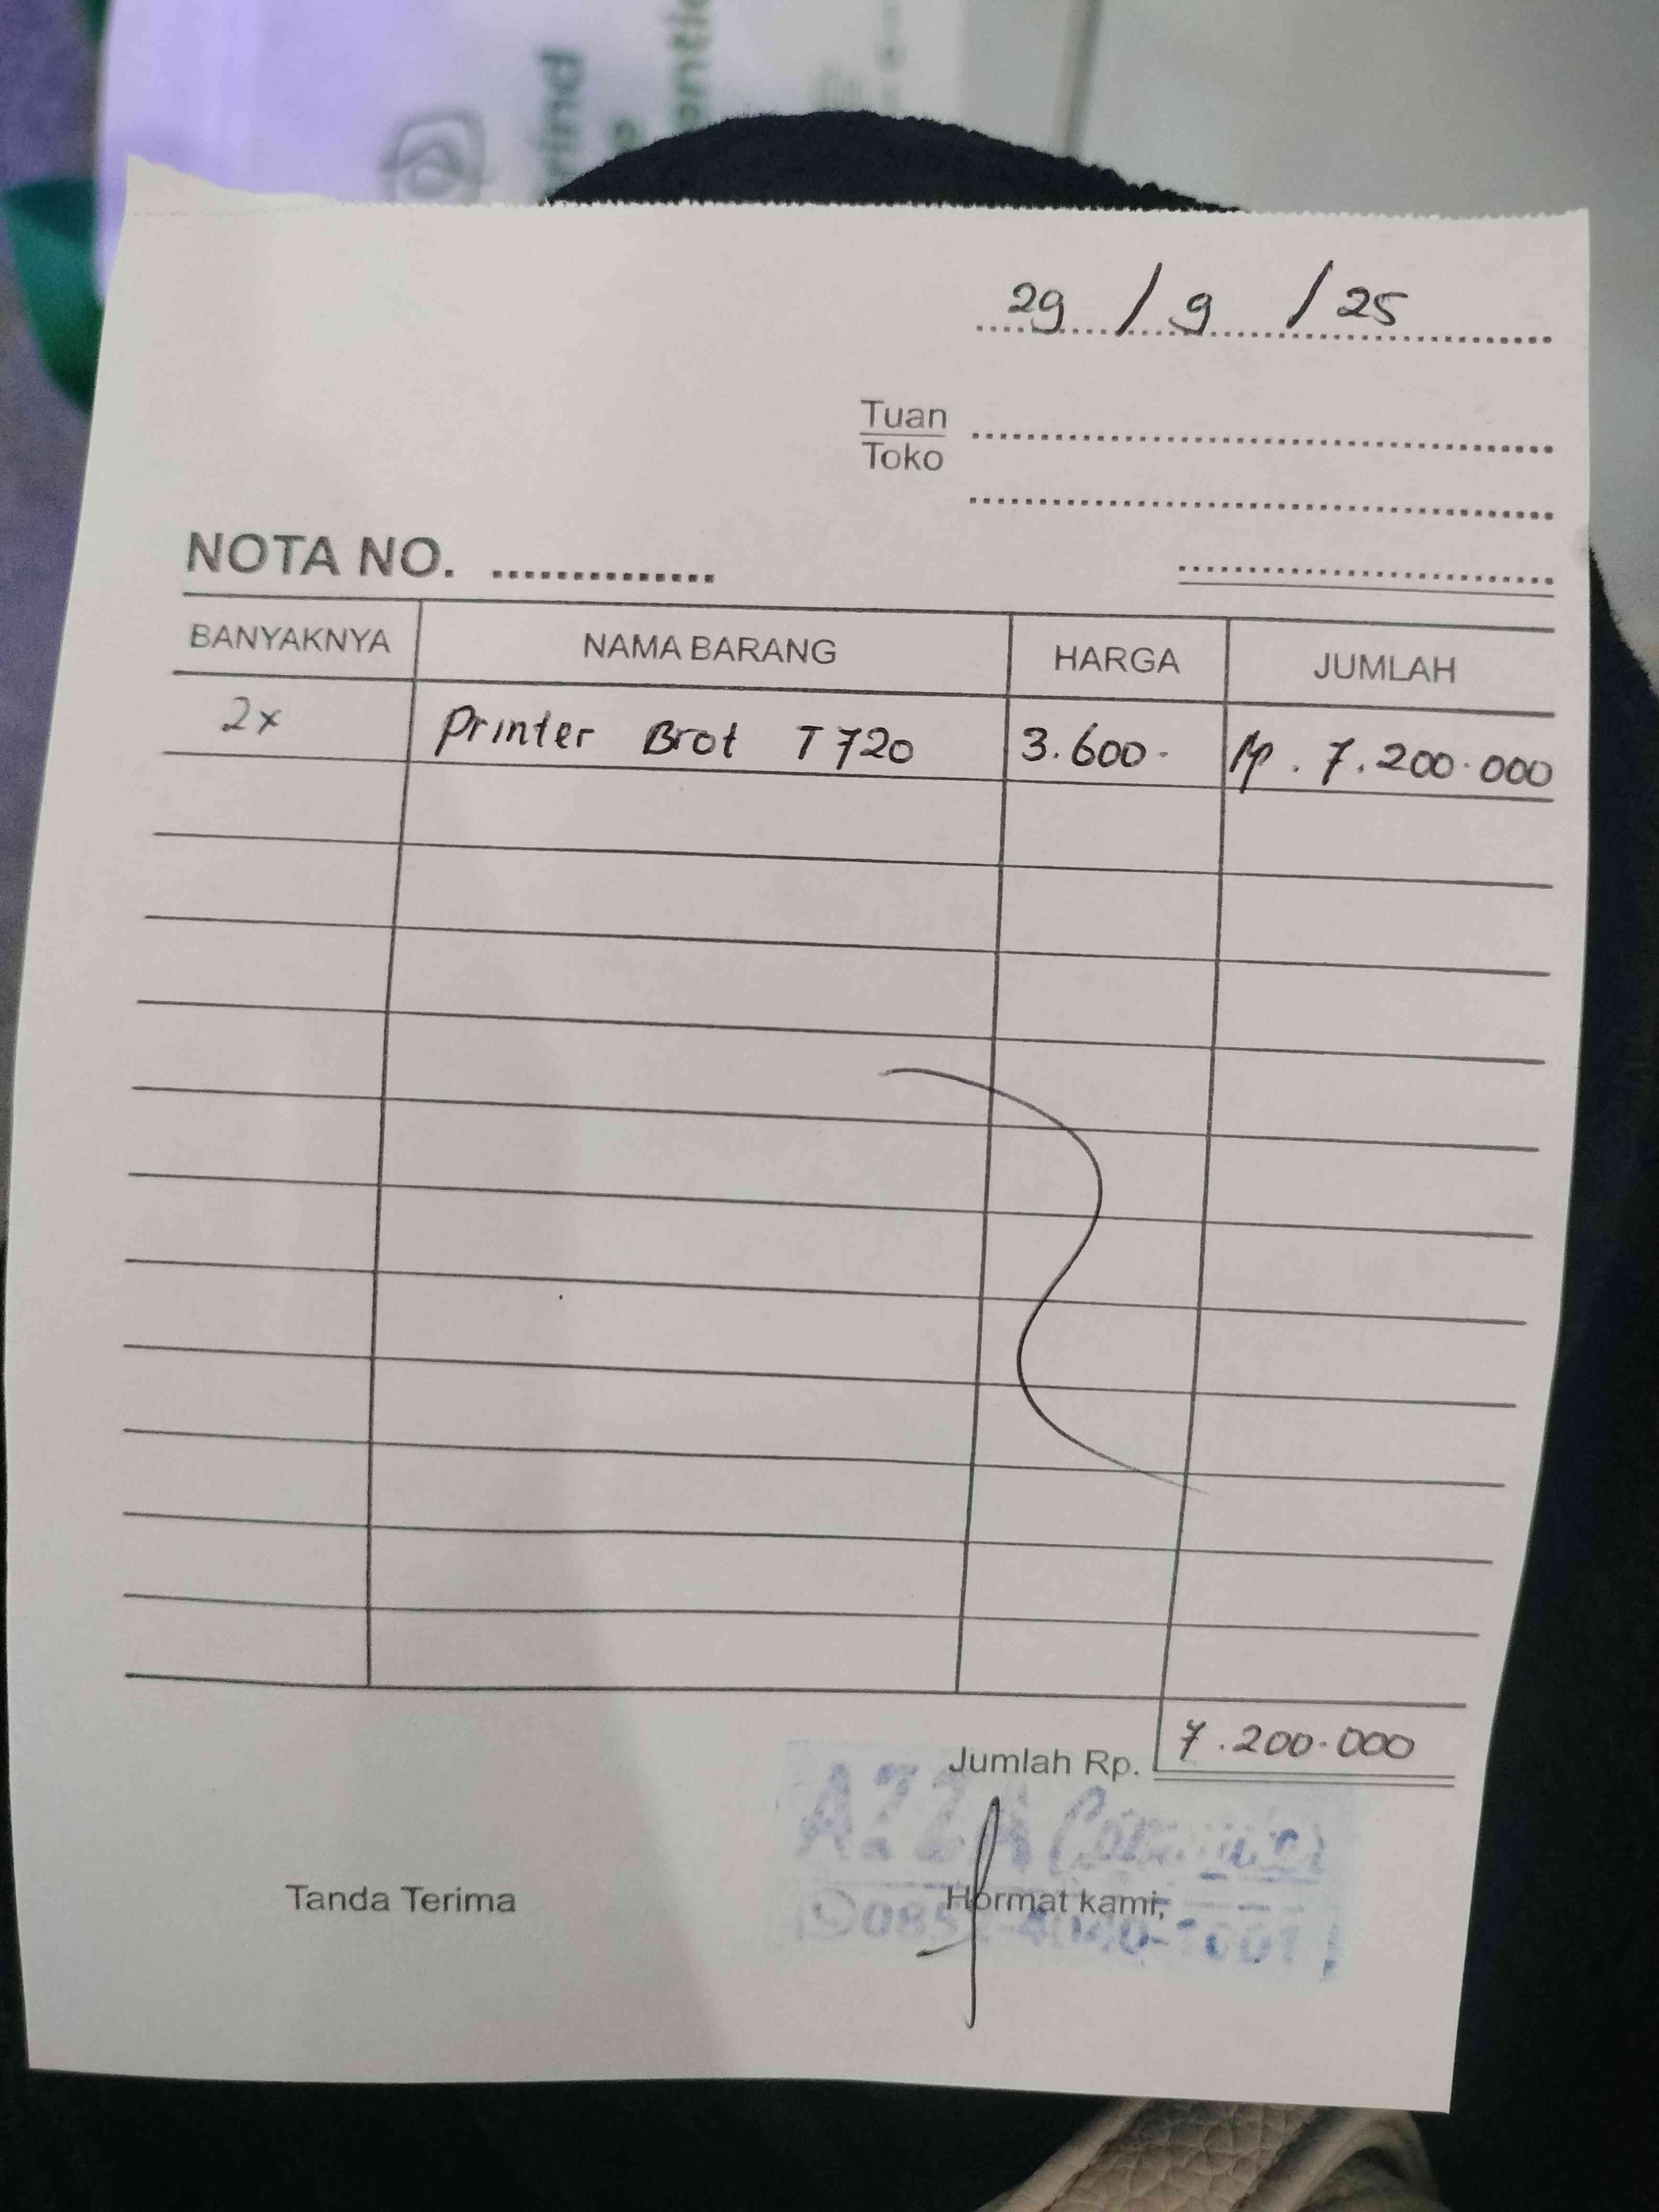 29 / 9 / 25
Tuan
Toko
NOTA NO. ..............
BANYAKNYA NAMA BARANG HARGA JUMLAH
2x Printer Brot T720 3.600.- Rp. 7.200.000
Jumlah Rp. 7.200.000
AZZA
Tanda Terima Hormat kami,